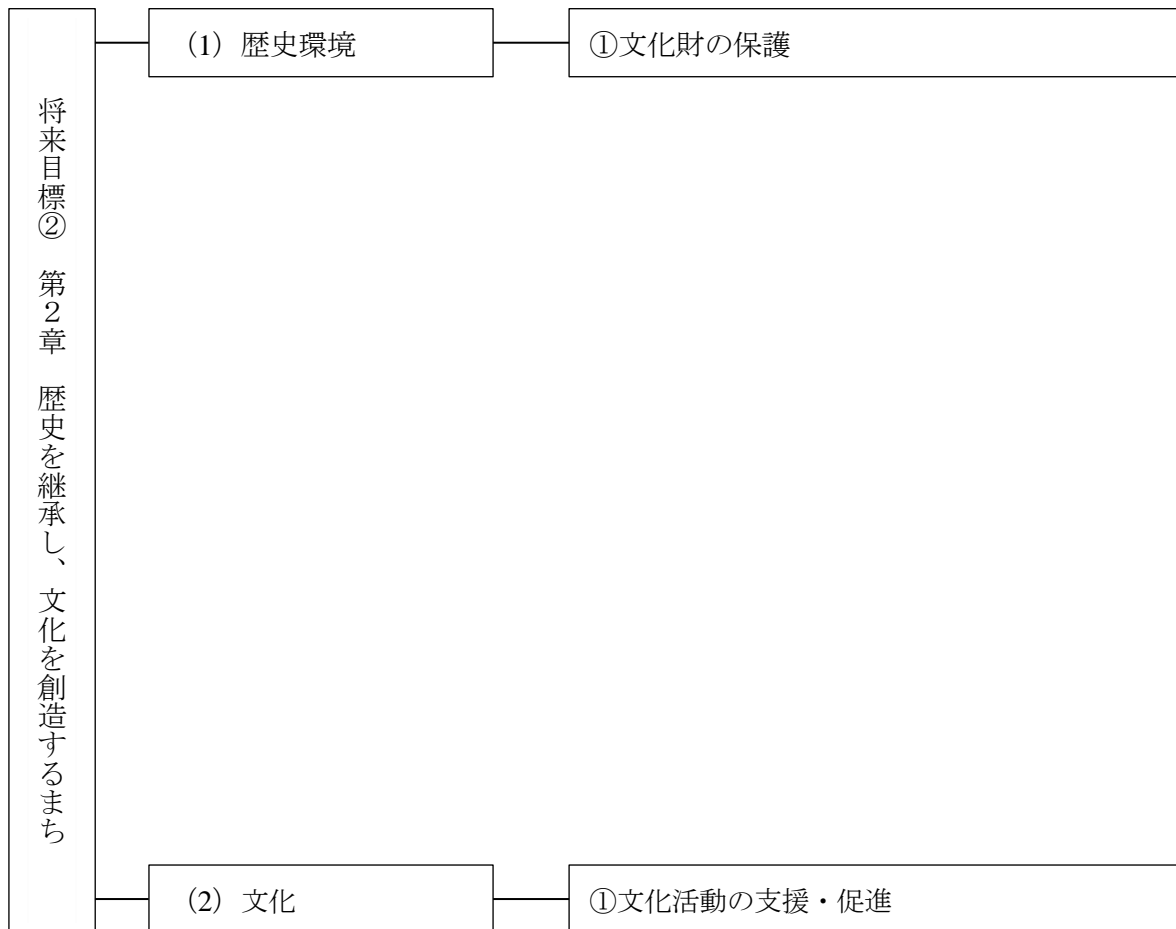 将来目標② 第２章 歴史を継承し、文化を創造するまち
(1) 歴史環境
①文化財の保護
(2) 文化
①文化活動の支援・促進